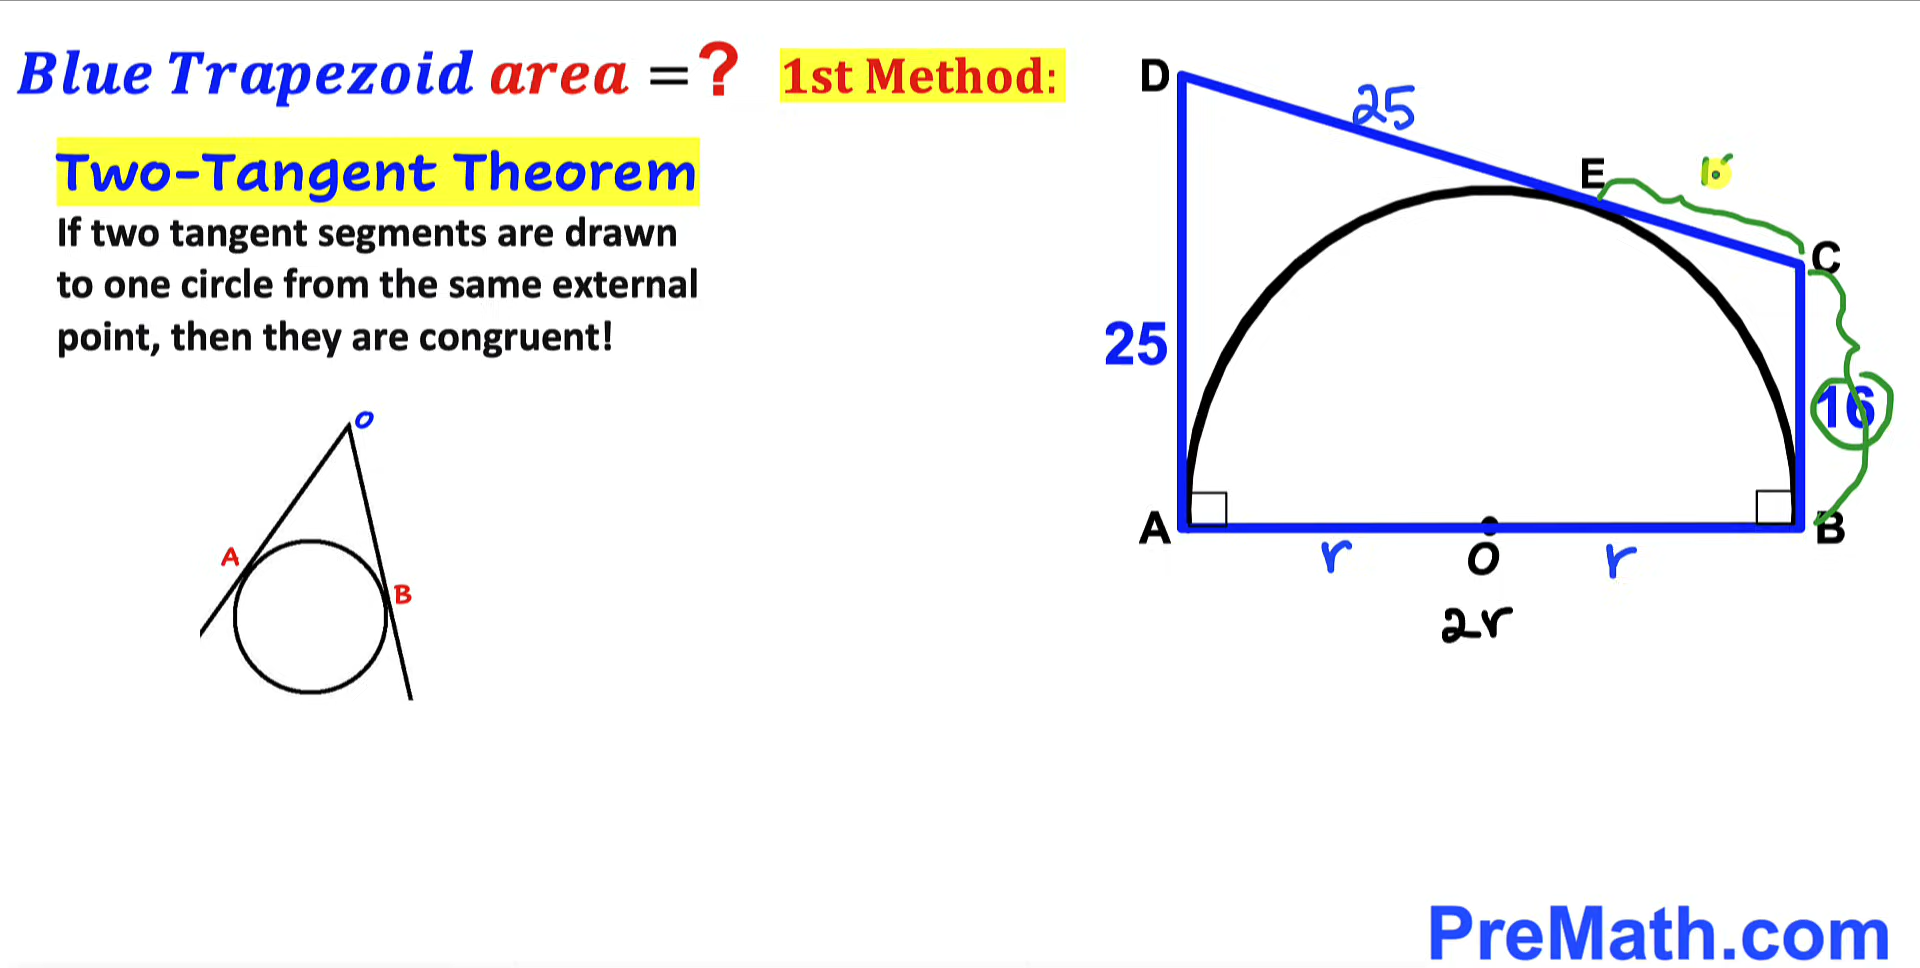 Blue Trapezoid area = ?
1st Method:
Two-Tangent Theorem
If two tangent segments are drawn
to one circle from the same external
point, then they are congruent!
O
A
B
D
25
E
C
25
16
A
B
r
O
r
2r
PreMath.com